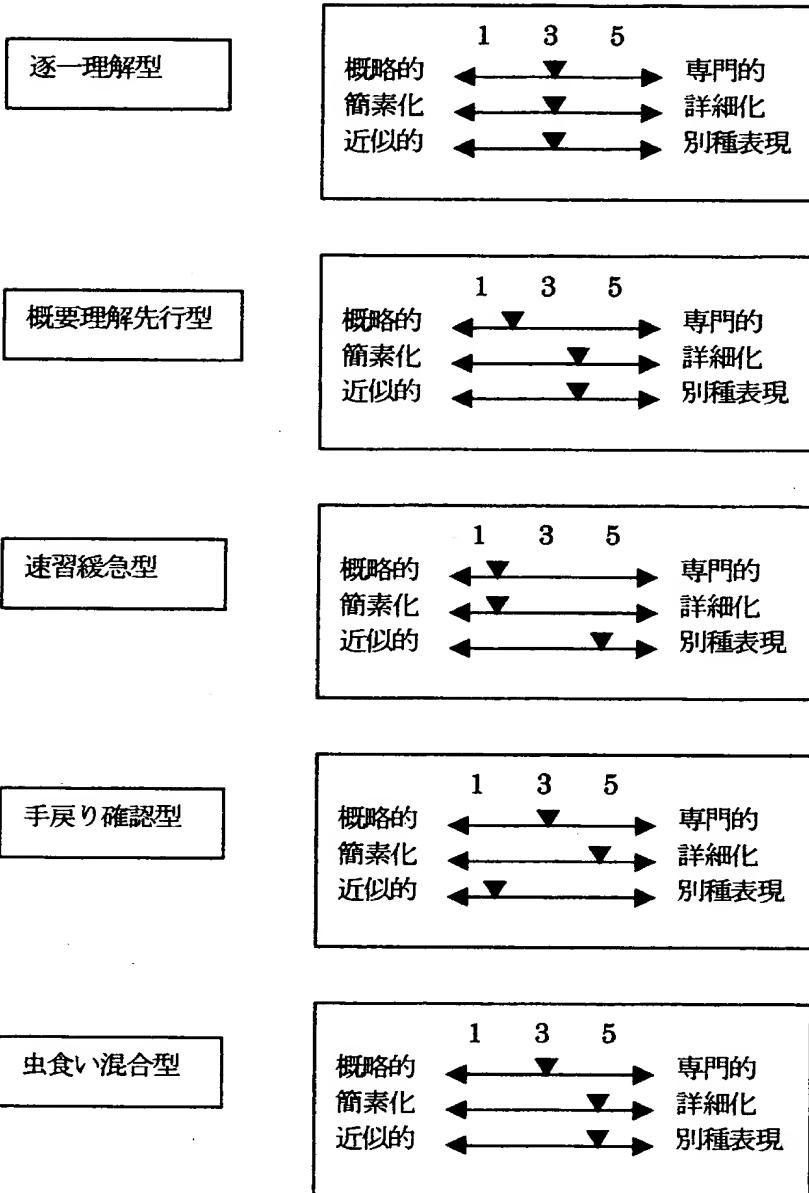 逐一理解型
1 3 5
概略的 専門的
簡素化 詳細化
近似的 別種表現
概要理解先行型
1 3 5
概略的 専門的
簡素化 詳細化
近似的 別種表現
速習緩急型
1 3 5
概略的 専門的
簡素化 詳細化
近似的 別種表現
手戻り確認型
1 3 5
概略的 専門的
簡素化 詳細化
近似的 別種表現
虫食い混合型
1 3 5
概略的 専門的
簡素化 詳細化
近似的 別種表現